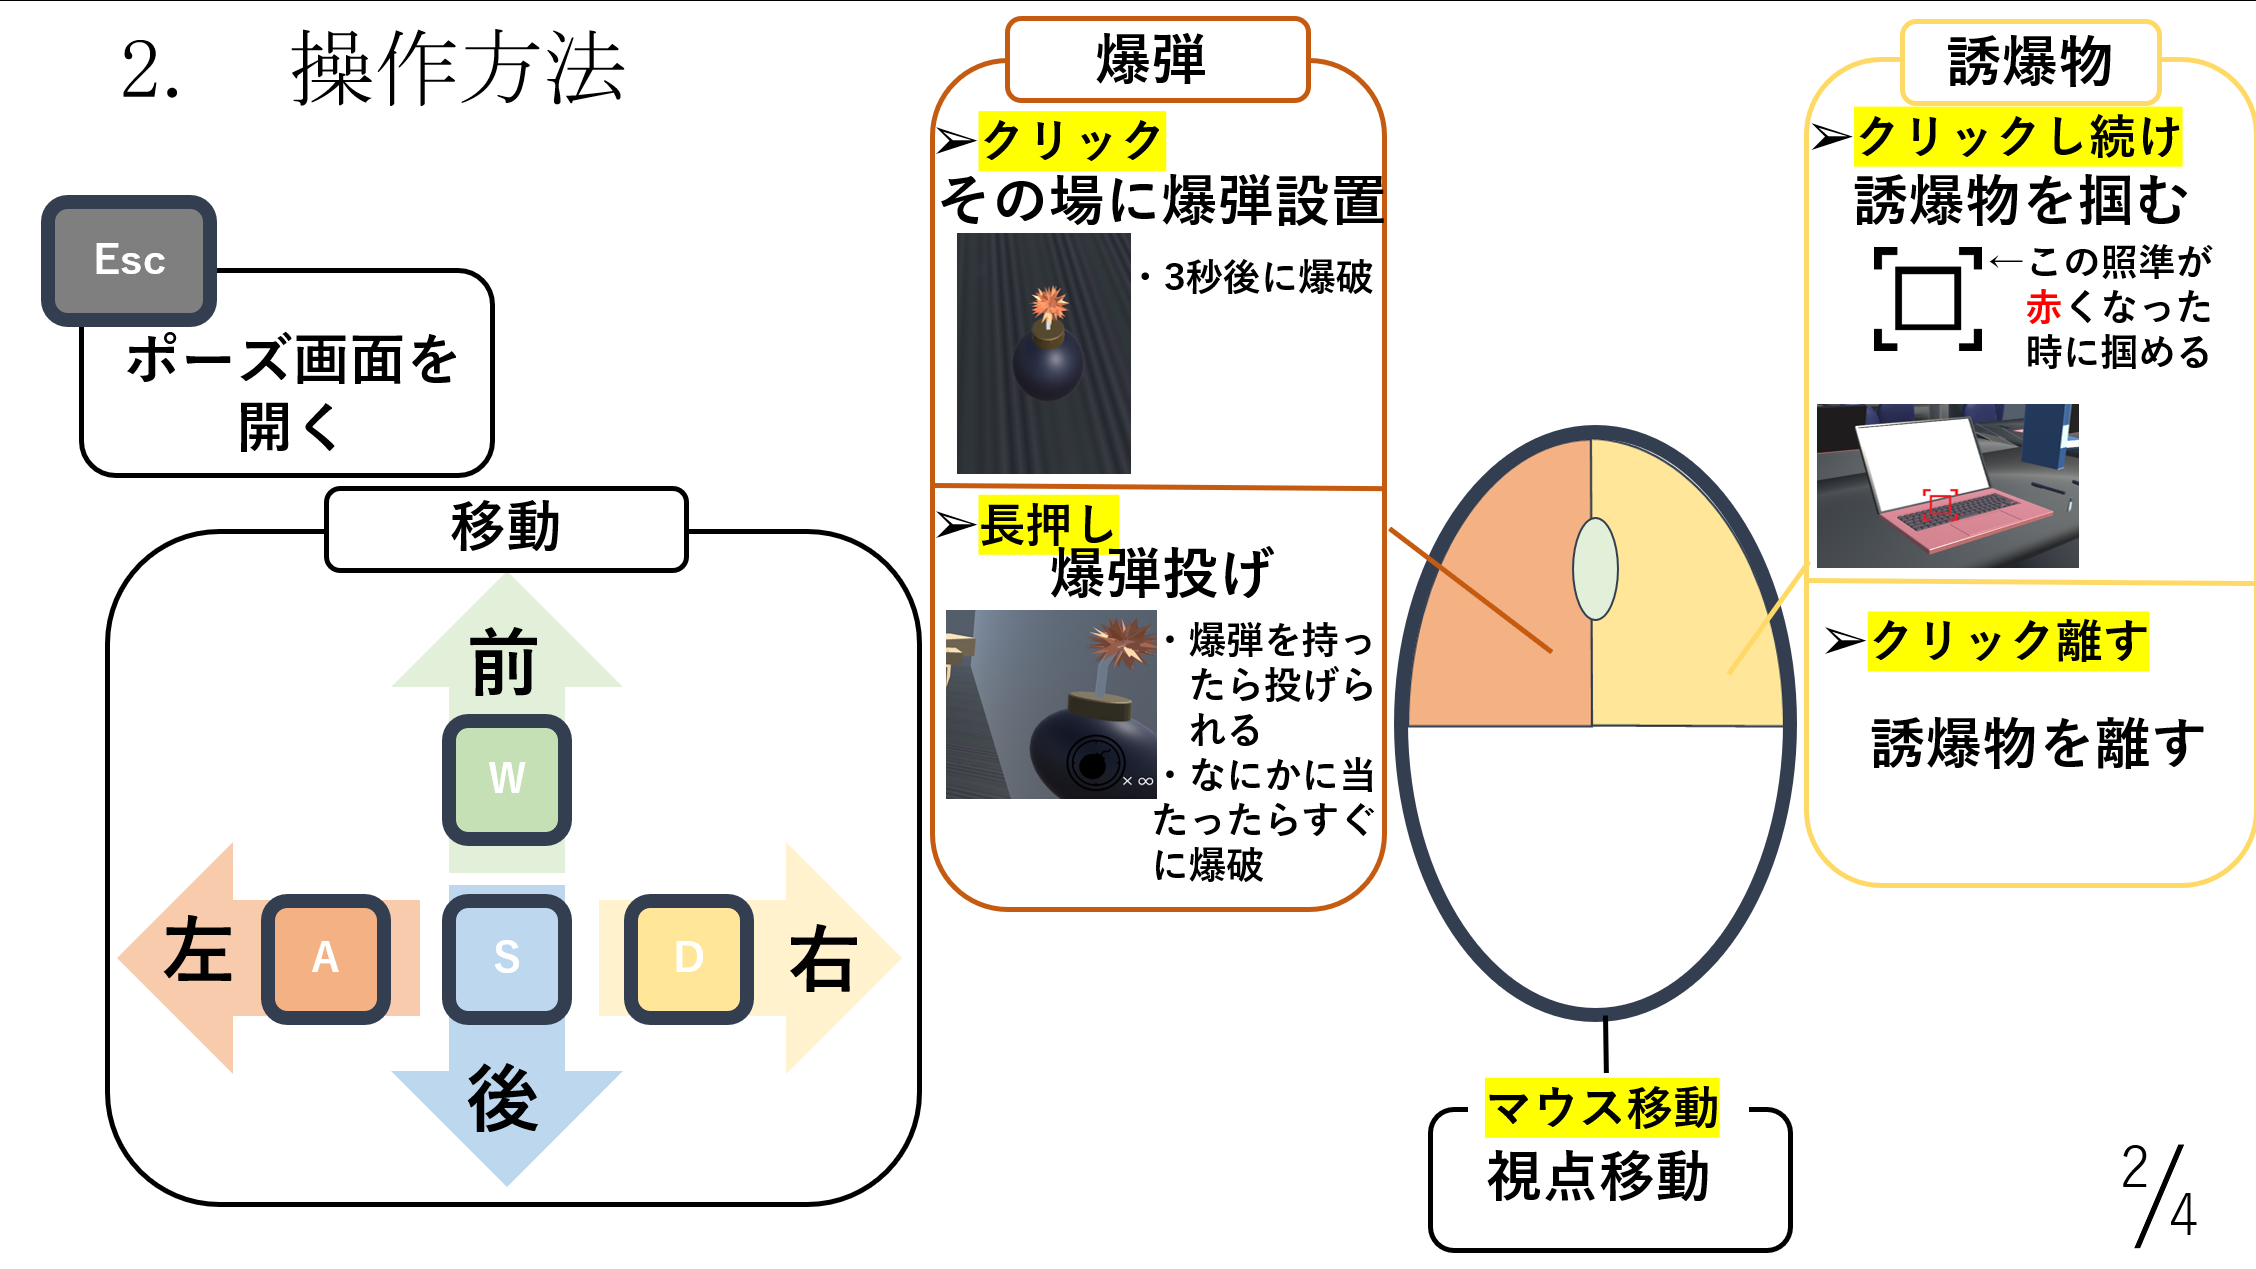 2. 操作方法
Esc
ポーズ画面を
開く
移動
前
W
左
A
S
D
右
後
爆弾
➢クリック
その場に爆弾設置
・3秒後に爆破
➢長押し
爆弾投げ
・爆弾を持っ
たら投げら
れる
・なにかに当
たったらすぐ
に爆破
×∞
誘爆物
➢クリックし続け
誘爆物を掴む
←この照準が
赤くなった
時に掴める
➢クリック離す
誘爆物を離す
マウス移動
視点移動
2/4